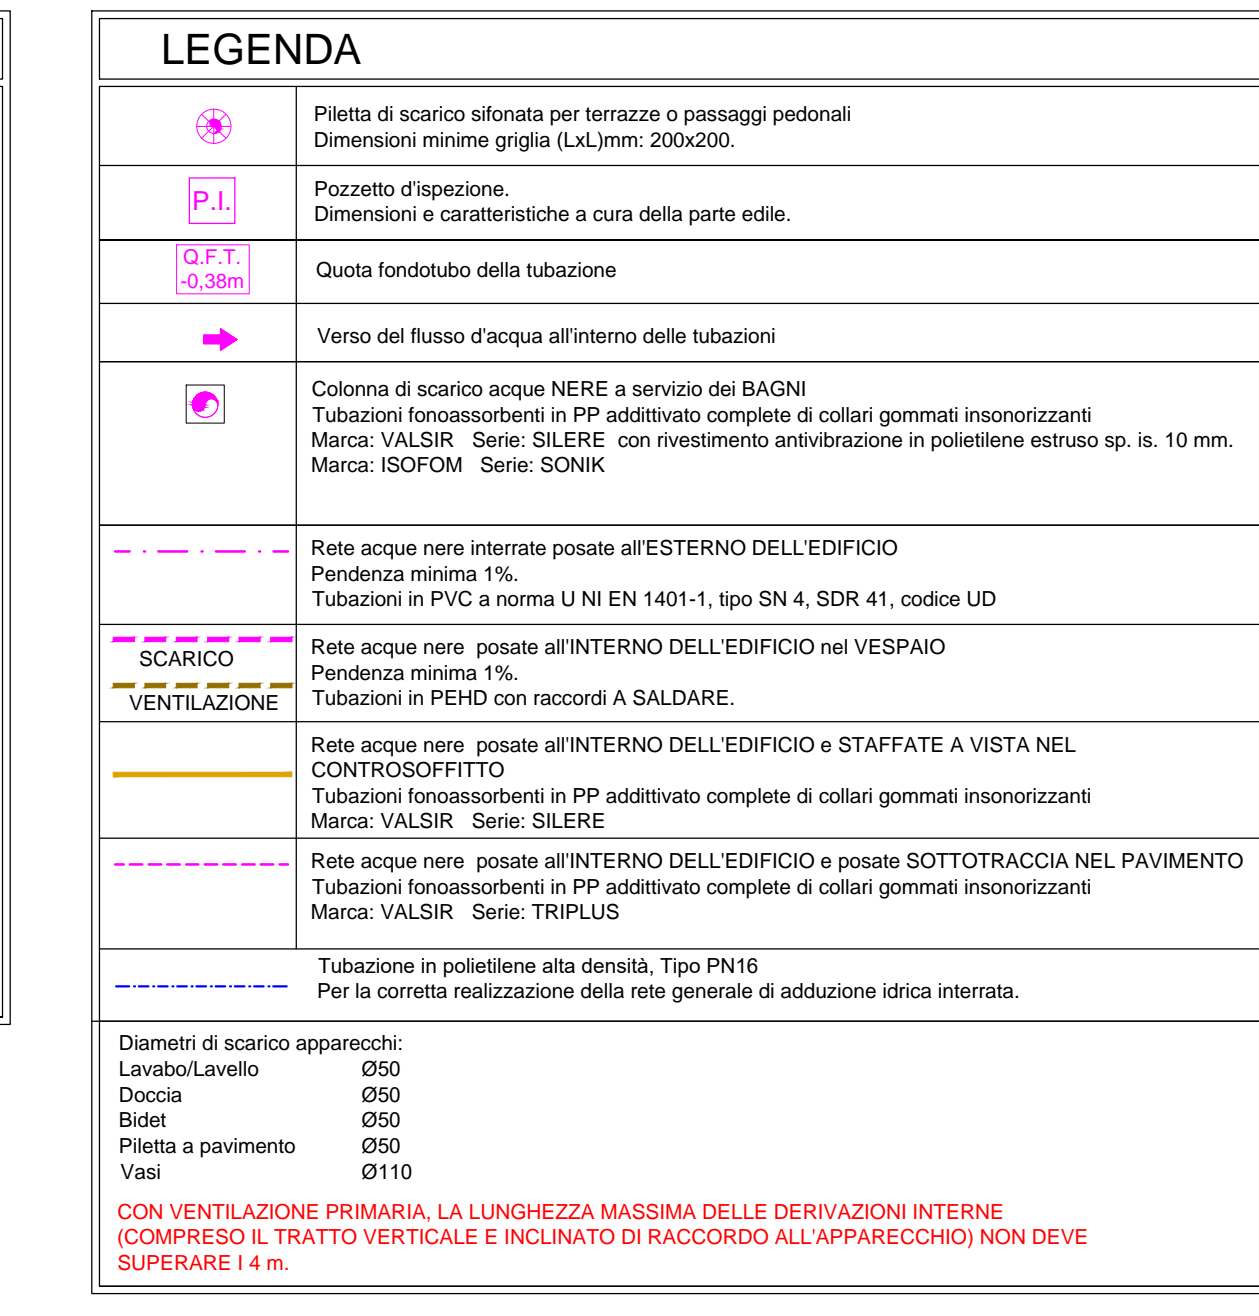 LEGENDA
Piletta di scarico sifonata per terrazze o passaggi pedonali
Dimensioni minime griglia (LxL)mm: 200x200.
P.I.
Pozzetto d'ispezione.
Dimensioni e caratteristiche a cura della parte edile.
Q.F.T.
-0,38m
Quota fondotubo della tubazione
Verso del flusso d'acqua all'interno delle tubazioni
Colonna di scarico acque NERE a servizio dei BAGNI
Tubazioni fonoassorbenti in PP addittivato complete di collari gommati insonorizzanti
Marca: VALSIR   Serie: SILERE  con rivestimento antivibrazione in polietilene estruso sp. is. 10 mm.
Marca: ISOFOM   Serie: SONIK
Rete acque nere interrate posate all'ESTERNO DELL'EDIFICIO
Pendenza minima 1%.
Tubazioni in PVC a norma U NI EN 1401-1, tipo SN 4, SDR 41, codice UD
SCARICO
VENTILAZIONE
Rete acque nere  posate all'INTERNO DELL'EDIFICIO nel VESPAIO
Pendenza minima 1%.
Tubazioni in PEHD con raccordi A SALDARE.
Rete acque nere  posate all'INTERNO DELL'EDIFICIO e STAFFATE A VISTA NEL
CONTROSOFFITTO
Tubazioni fonoassorbenti in PP addittivato complete di collari gommati insonorizzanti
Marca: VALSIR   Serie: SILERE
Rete acque nere  posate all'INTERNO DELL'EDIFICIO e posate SOTTOTRACCIA NEL PAVIMENTO
Tubazioni fonoassorbenti in PP addittivato complete di collari gommati insonorizzanti
Marca: VALSIR   Serie: TRIPLUS
Tubazione in polietilene alta densità, Tipo PN16
Per la corretta realizzazione della rete generale di adduzione idrica interrata.
Diametri di scarico apparecchi:
Lavabo/Lavello Ø50
Doccia Ø50
Bidet Ø50
Piletta a pavimento Ø50
Vasi Ø110
CON VENTILAZIONE PRIMARIA, LA LUNGHEZZA MASSIMA DELLE DERIVAZIONI INTERNE
(COMPRESO IL TRATTO VERTICALE E INCLINATO DI RACCORDO ALL'APPARECCHIO) NON DEVE
SUPERARE I 4 m.